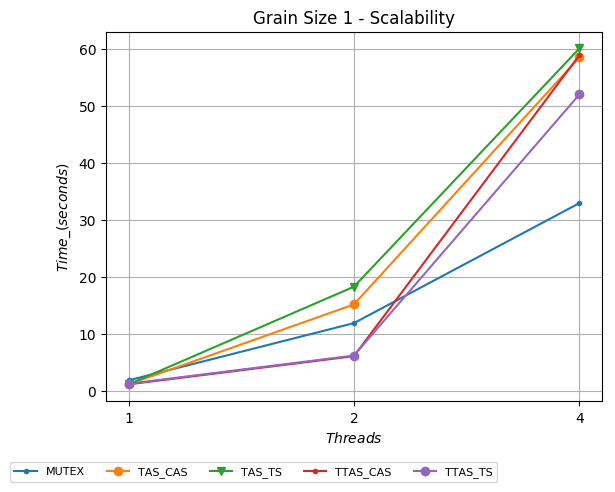 Grain Size 1 - Scalability
60
50
40
30
20
10
0
Time_(seconds)
1 2 4
Threads
MUTEX TAS_CAS TAS_TS TTAS_CAS TTAS_TS